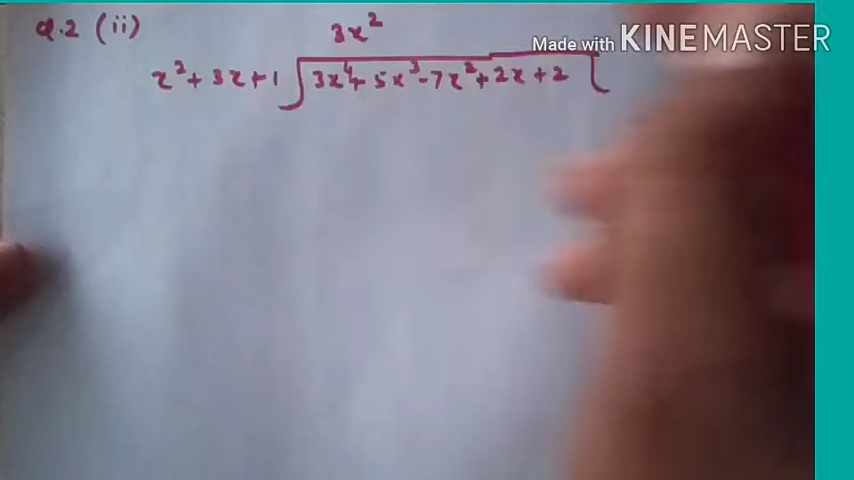 Q.2 (ii)
3x²
Made with KINEMASTER
x² + 3x + 1 3x⁴ + 5x³ - 7x² + 2x + 2